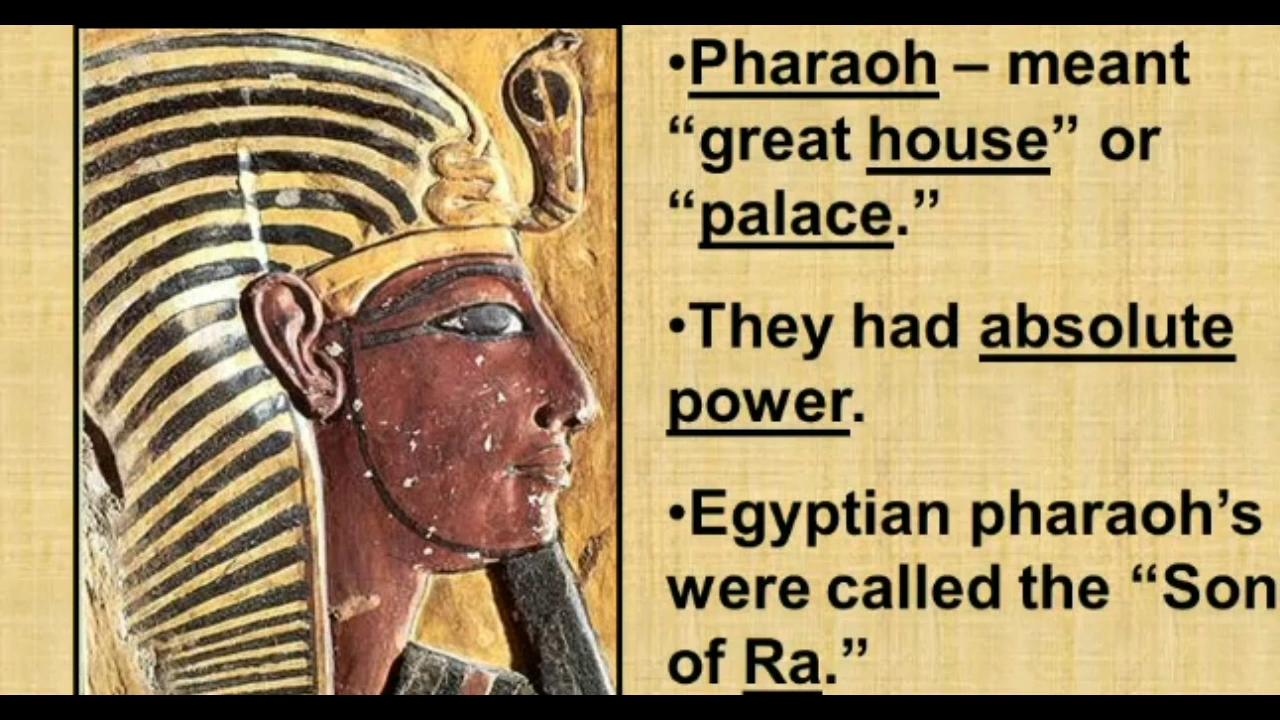 •Pharaoh – meant
“great house” or
“palace.”
•They had absolute
power.
•Egyptian pharaoh’s
were called the “Son
of Ra.”